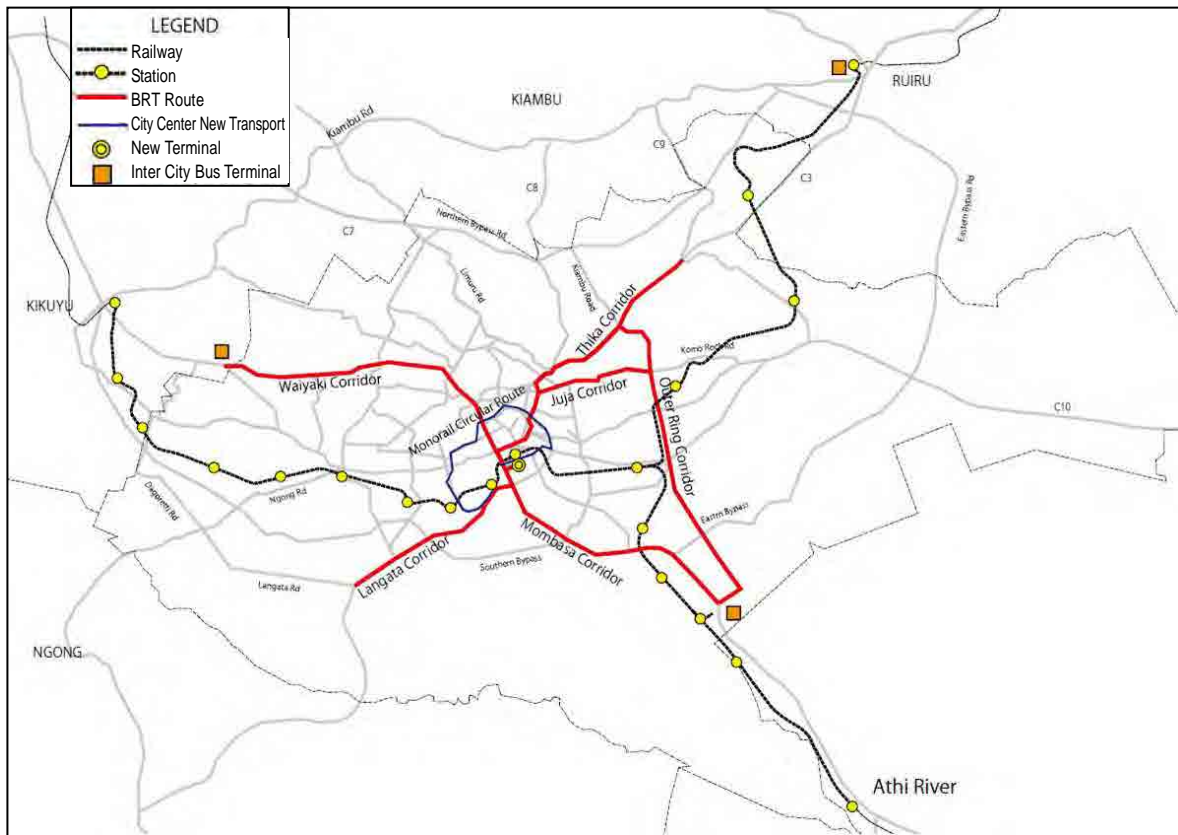 LEGEND
Railway
Station
BRT Route
City Center New Transport
New Terminal
Inter City Bus Terminal
RUIRU
KIAMBU
Kiambu Rd
C9
C3
C8
Eastern Bypass Rd
Northern Bypass Rd
C7
Limuru Rd
Kiambu Road
KIKUYU
Thika Corridor
Komo Rock Rd
Waiyaki Corridor
Juja Corridor
Monorail Circular Route
Outer Ring Corridor
C10
Ngong Rd
Dagoretti Rd
Eastrn Bypass
Mombasa Corridor
Langata Corridor
Southern Bypass
Langata Rd
NGONG
Athi River